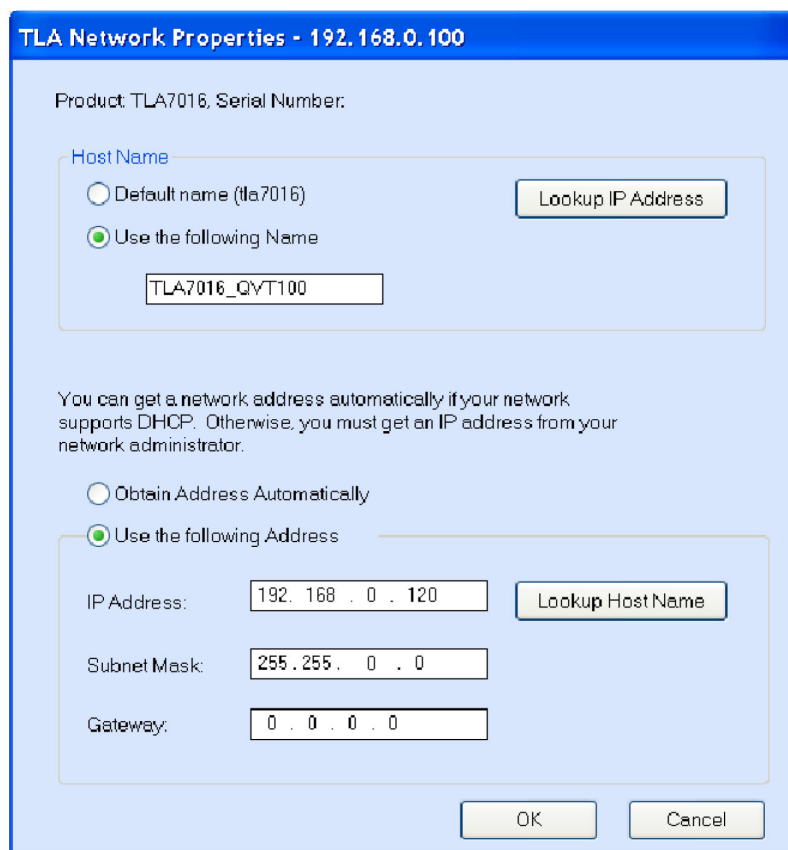 TLA Network Properties - 192.168.0.100
Product: TLA7016, Serial Number:
Host Name
Default name (tla7016)
Lookup IP Address
Use the following Name
TLA7016_QVT100
You can get a network address automatically if your network
supports DHCP. Otherwise, you must get an IP address from your
network administrator.
Obtain Address Automatically
Use the following Address
IP Address:
192. 168 . 0 . 120
Lookup Host Name
Subnet Mask:
255.255. 0 . 0
Gateway:
0 . 0 . 0 . 0
OK
Cancel